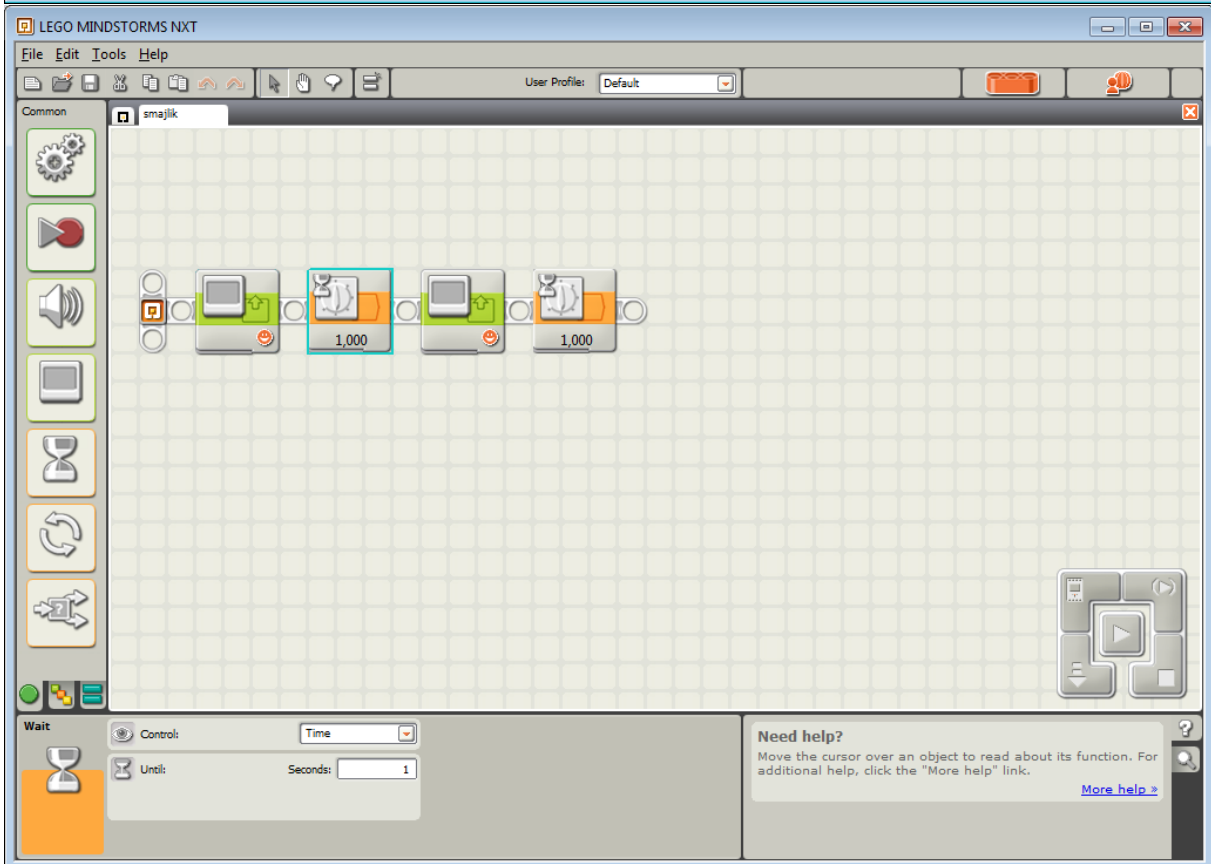 LEGO MINDSTORMS NXT
File Edit Tools Help
User Profile: Default
Common
smajlik
1,000
1,000
Wait
Control: Time
Until: Seconds: 1
Need help?
Move the cursor over an object to read about its function. For
additional help, click the "More help" link.
More help »